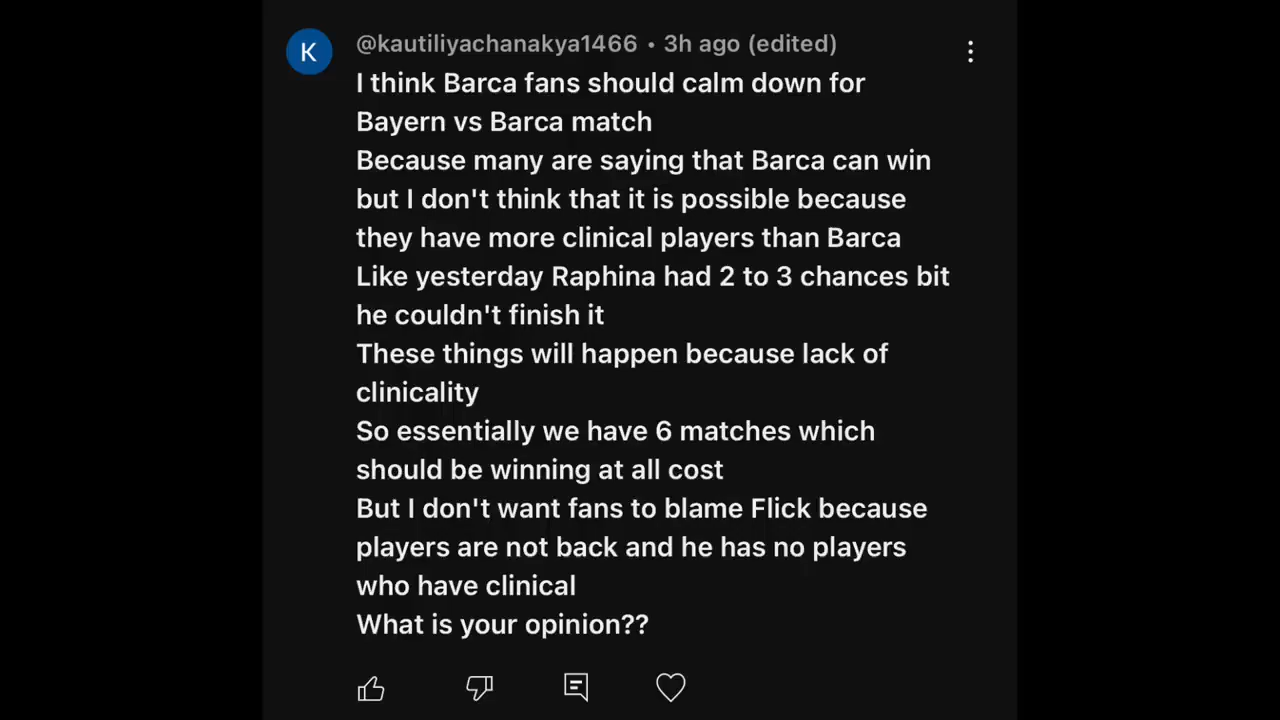 K
@kautiliyachanakya1466 • 3h ago (edited)
I think Barca fans should calm down for
Bayern vs Barca match
Because many are saying that Barca can win
but I don't think that it is possible because
they have more clinical players than Barca
Like yesterday Raphina had 2 to 3 chances bit
he couldn't finish it
These things will happen because lack of
clinicality
So essentially we have 6 matches which
should be winning at all cost
But I don't want fans to blame Flick because
players are not back and he has no players
who have clinical
What is your opinion??